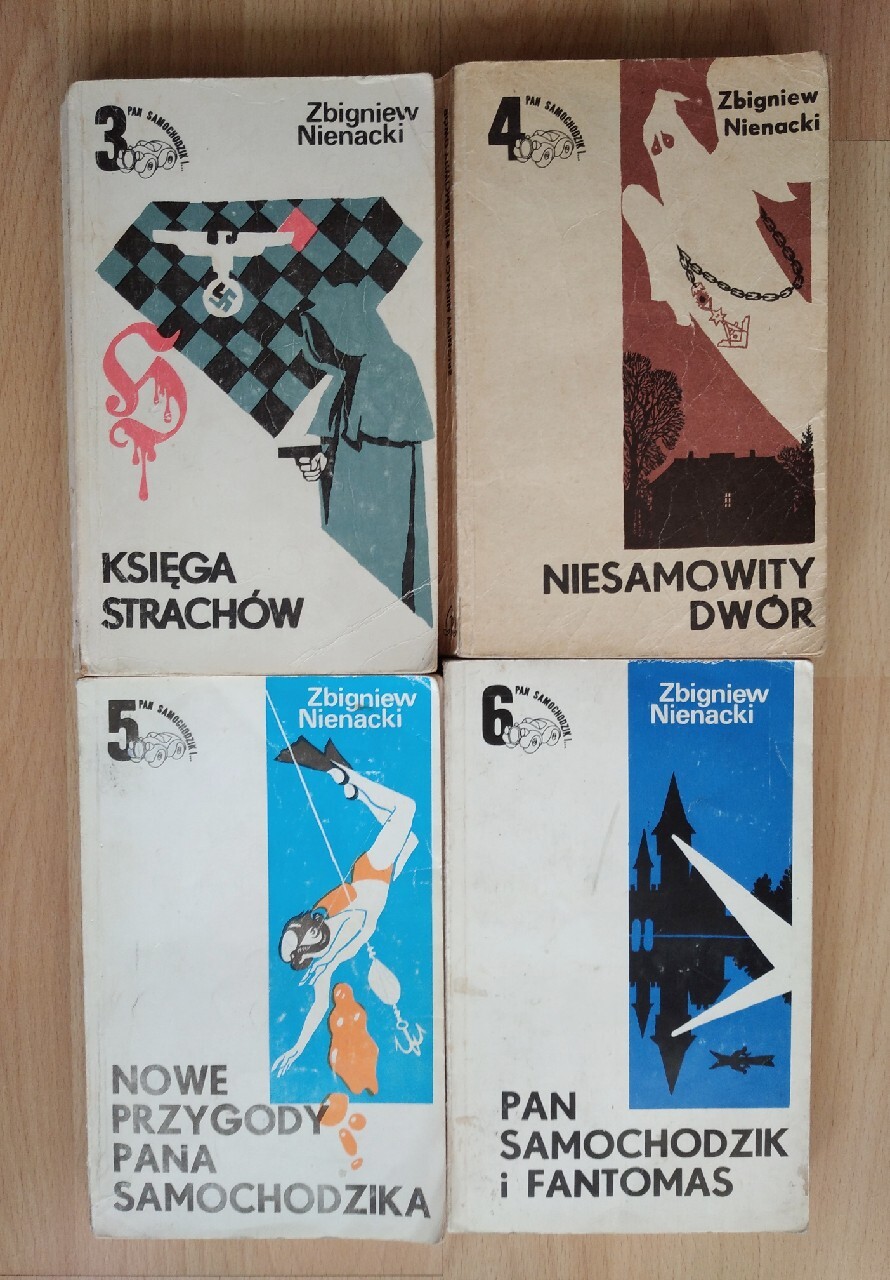 3
PAN SAMOCHODZIK I...
Zbigniew
Nienacki
KSIĘGA
STRACHÓW
4
PAN SAMOCHODZIK I...
Zbigniew
Nienacki
NIESAMOWITY
DWÓR
5
PAN SAMOCHODZIK I...
Zbigniew
Nienacki
NOWE
PRZYGODY
PANA
SAMOCHODZIKA
6
PAN SAMOCHODZIK I...
Zbigniew
Nienacki
PAN
SAMOCHODZIK
i FANTOMAS